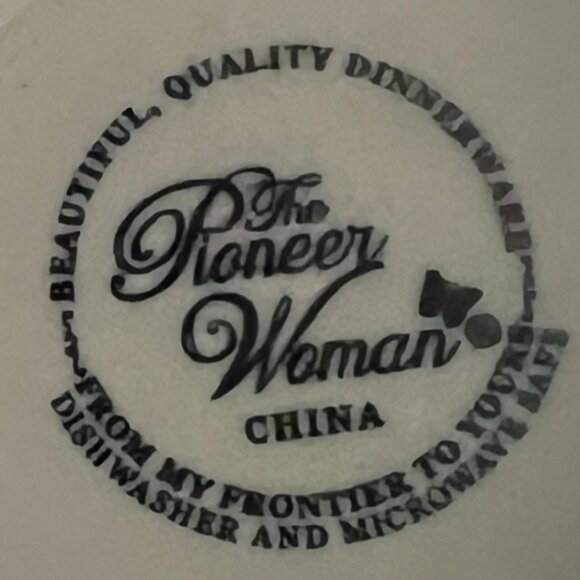 BEAUTIFUL, QUALITY DINNERWARE
The
Pioneer
Woman
CHINA
FROM MY FRONTIER TO YOURS
DISHWASHER AND MICROWAVE SAFE